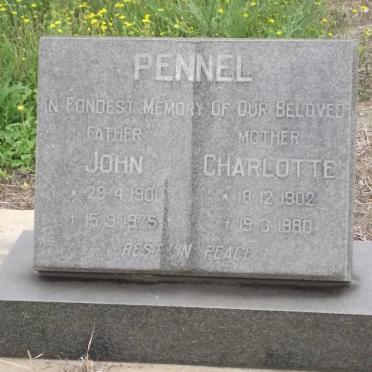 PENNEL
IN FONDEST MEMORY OF OUR BELOVED
FATHER
JOHN
* 29·4·1901
† 15·9·1975
MOTHER
CHARLOTTE
* 18·12·1902
† 19·3·1980
REST IN PEACE